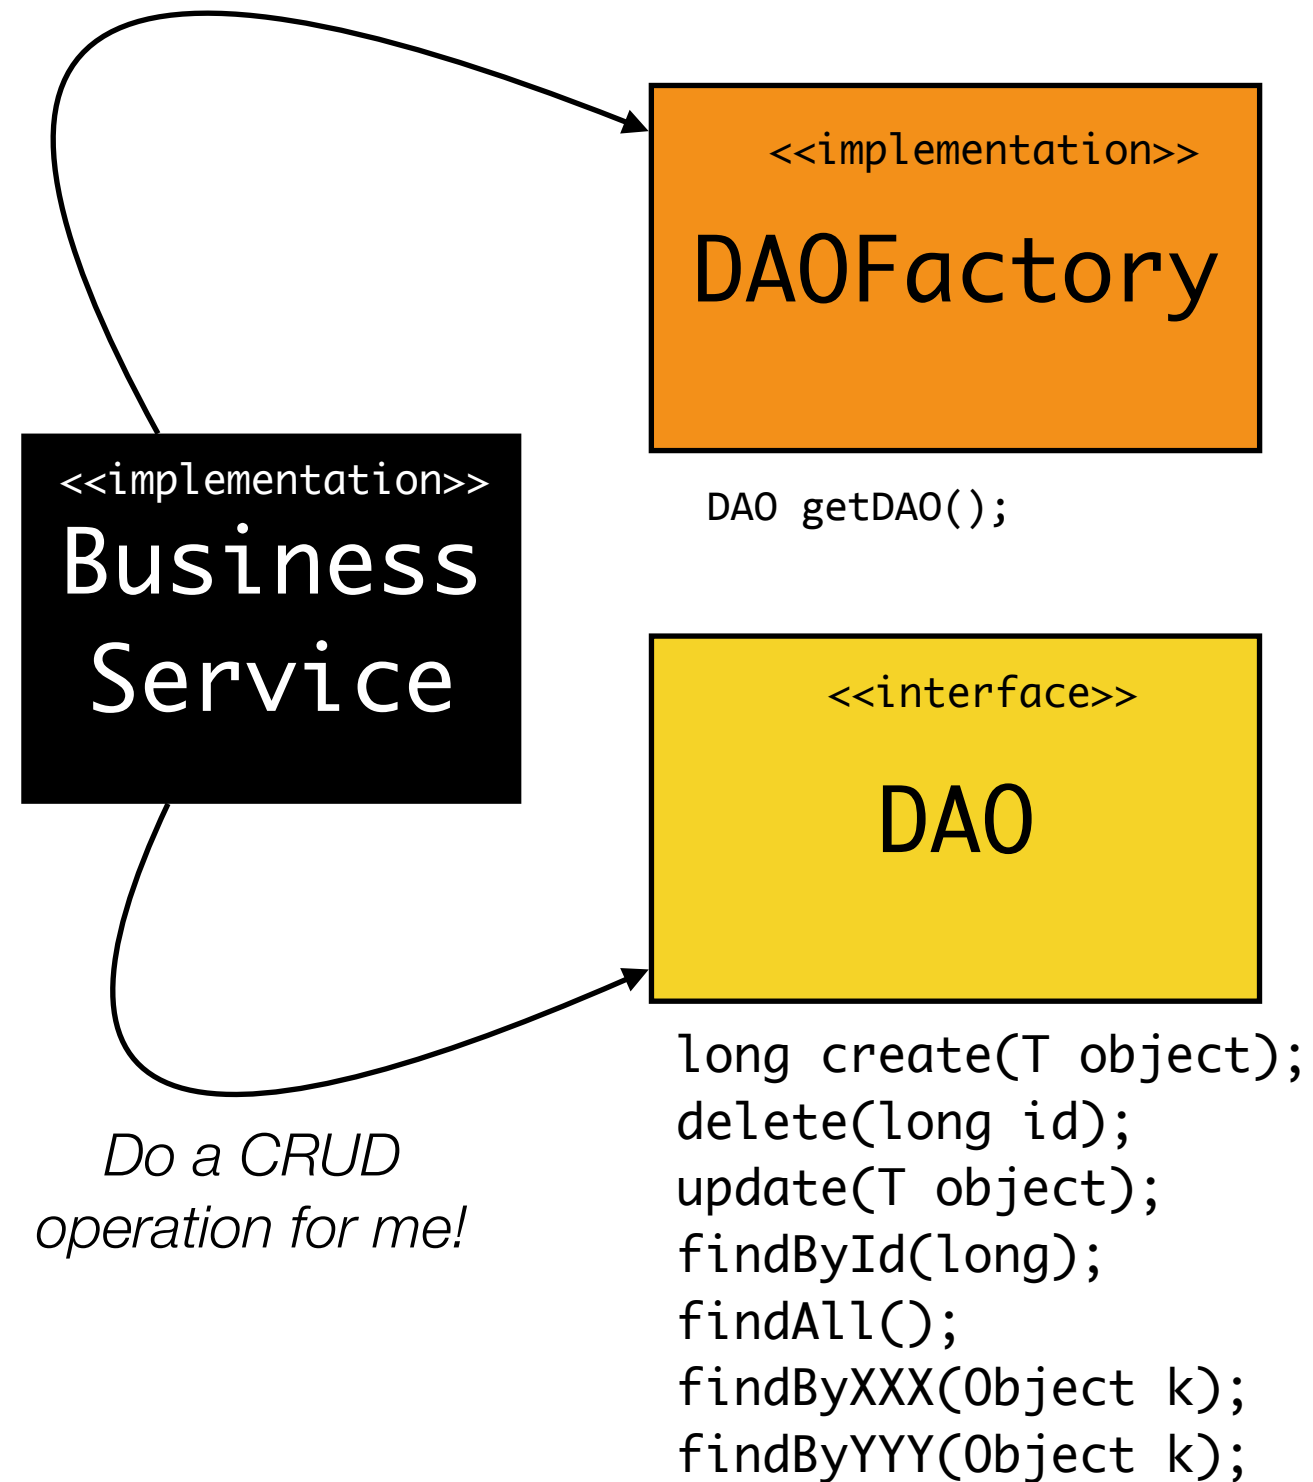 <<implementation>>
DAOFactory
DAO getDAO();
<<implementation>>
Business
Service
<<interface>>
DAO
Do a CRUD
operation for me!
long create(T object);
delete(long id);
update(T object);
findById(long);
findAll();
findByXXX(Object k);
findByYYY(Object k);